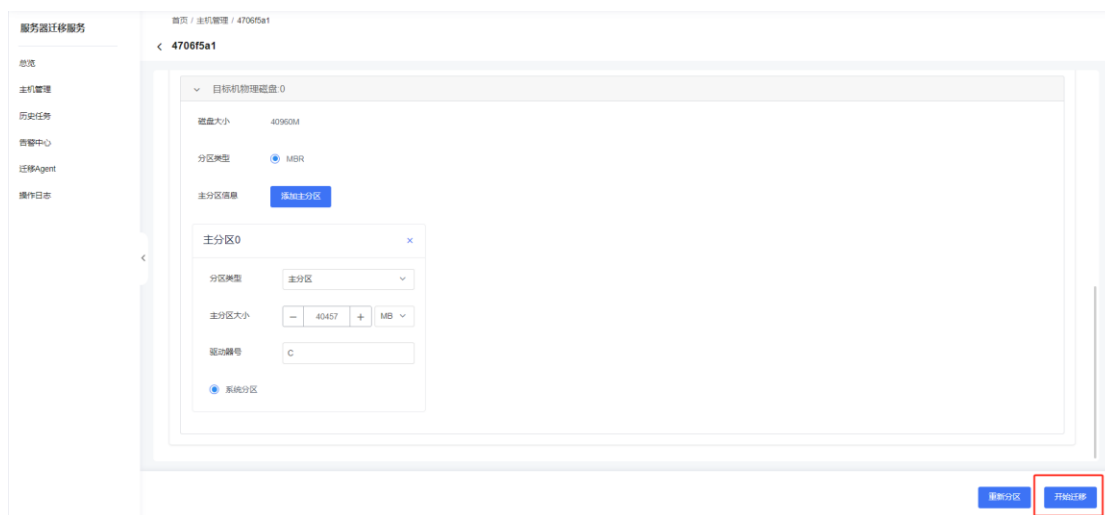 服务器迁移服务
总览
主机管理
历史任务
告警中心
迁移Agent
操作日志
首页 / 主机管理 / 4706f5a1
4706f5a1
目标机物理磁盘:0
磁盘大小 40960M
分区类型 MBR
主分区信息 添加主分区
主分区0
分区类型 主分区
主分区大小 40457 MB
驱动器号 C
系统分区
重新分区 开始迁移